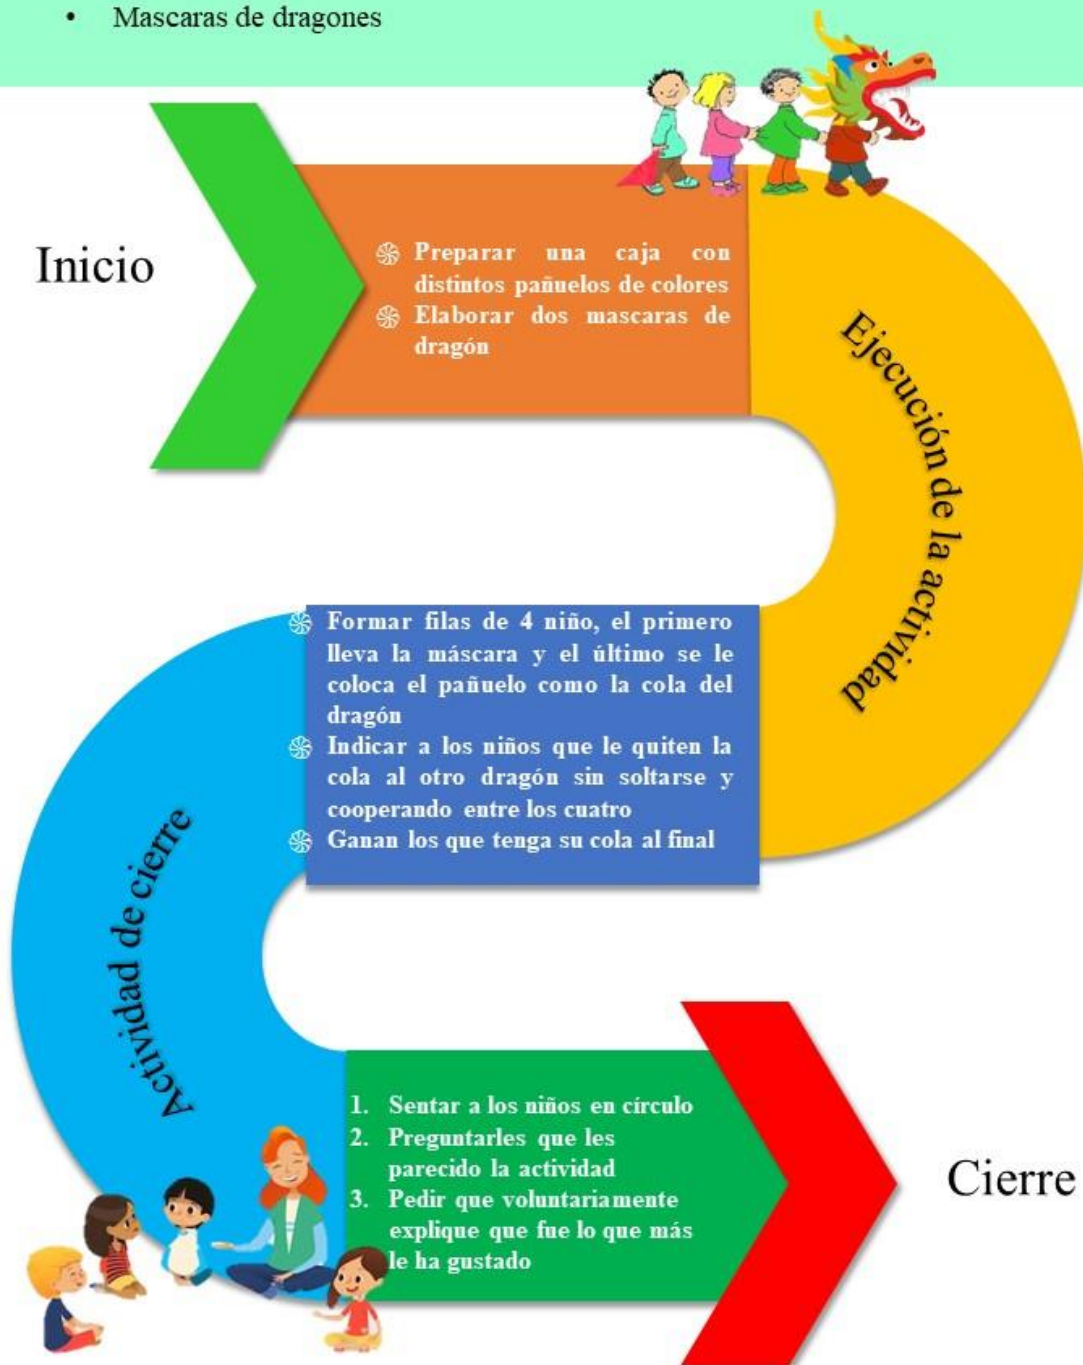 • Mascaras de dragones
Inicio
֍ Preparar una caja con
distintos pañuelos de colores
֍ Elaborar dos mascaras de
dragón
Ejecución de la actividad
֍ Formar filas de 4 niño, el primero
lleva la máscara y el último se le
coloca el pañuelo como la cola del
dragón
֍ Indicar a los niños que le quiten la
cola al otro dragón sin soltarse y
cooperando entre los cuatro
֍ Ganan los que tenga su cola al final
Actividad de cierre
1. Sentar a los niños en círculo
2. Preguntarles que les
parecido la actividad
3. Pedir que voluntariamente
explique que fue lo que más
le ha gustado
Cierre